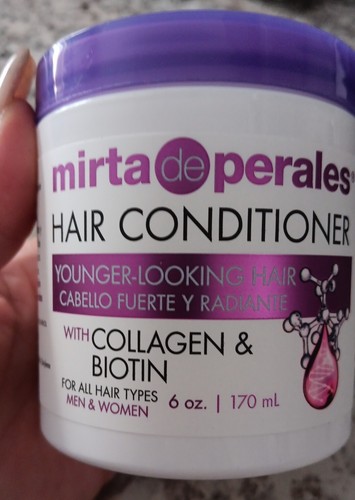 mirta de perales®
HAIR CONDITIONER
YOUNGER-LOOKING HAIR
CABELLO FUERTE Y RADIANTE
WITH COLLAGEN &
BIOTIN
FOR ALL HAIR TYPES
MEN & WOMEN 6 oz. | 170 mL